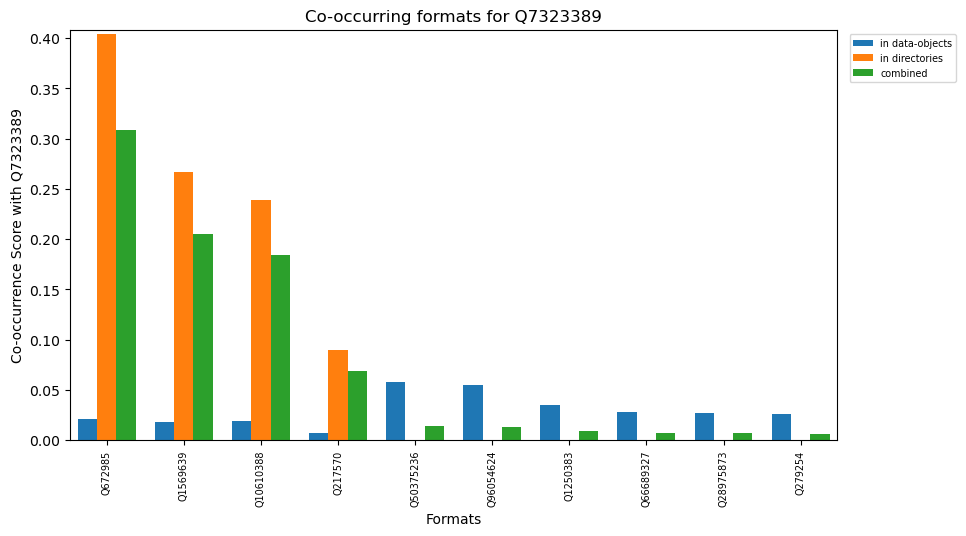 Co-occurring formats for Q7323389
Co-occurrence Score with Q7323389
0.40
0.35
0.30
0.25
0.20
0.15
0.10
0.05
0.00
in data-objects
in directories
combined
Q672985
Q1569639
Q10610388
Q217570
Q50375236
Q96054624
Q1250383
Q66689327
Q28975873
Q279254
Formats